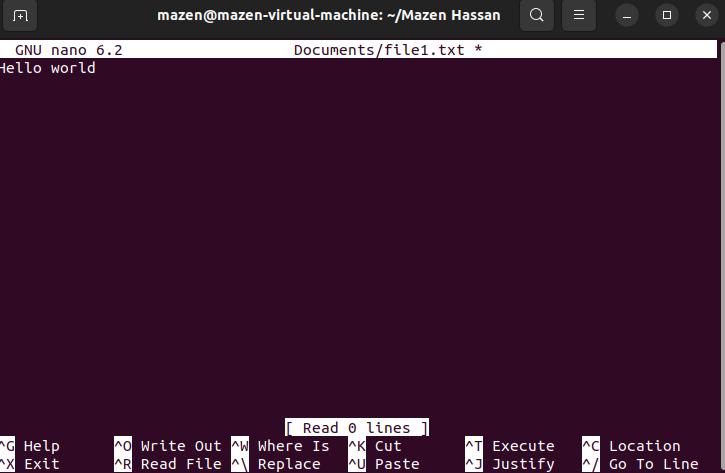 mazen@mazen-virtual-machine: ~/Mazen Hassan
GNU nano 6.2 Documents/file1.txt *
Hello world
[ Read 0 lines ]
^G Help ^O Write Out ^W Where Is ^K Cut ^T Execute ^C Location
^X Exit ^R Read File ^\ Replace ^U Paste ^J Justify ^/ Go To Line